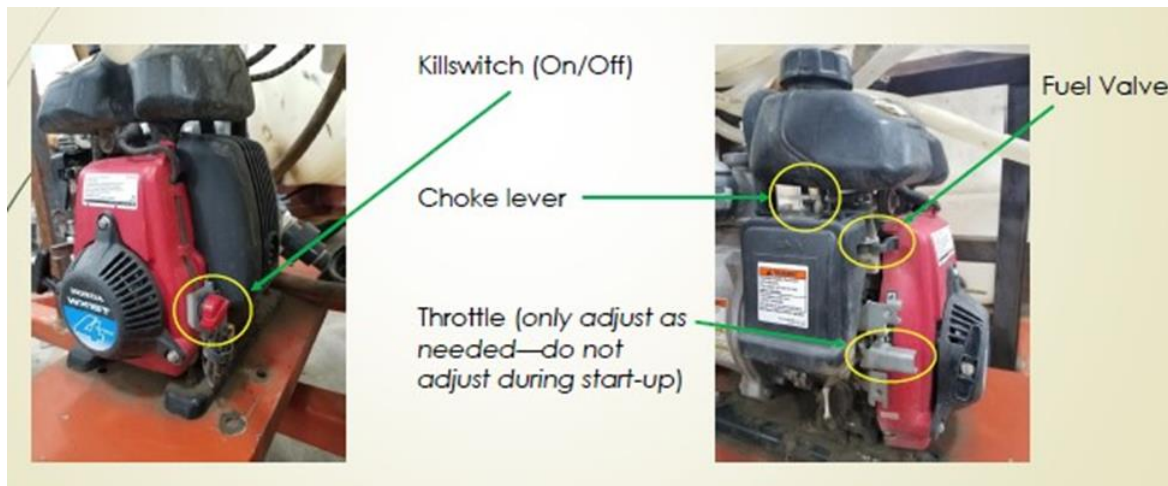 Killswitch (On/Off)
Fuel Valve
Choke lever
Throttle (only adjust as
needed—do not
adjust during start-up)
HONDA
WX15T